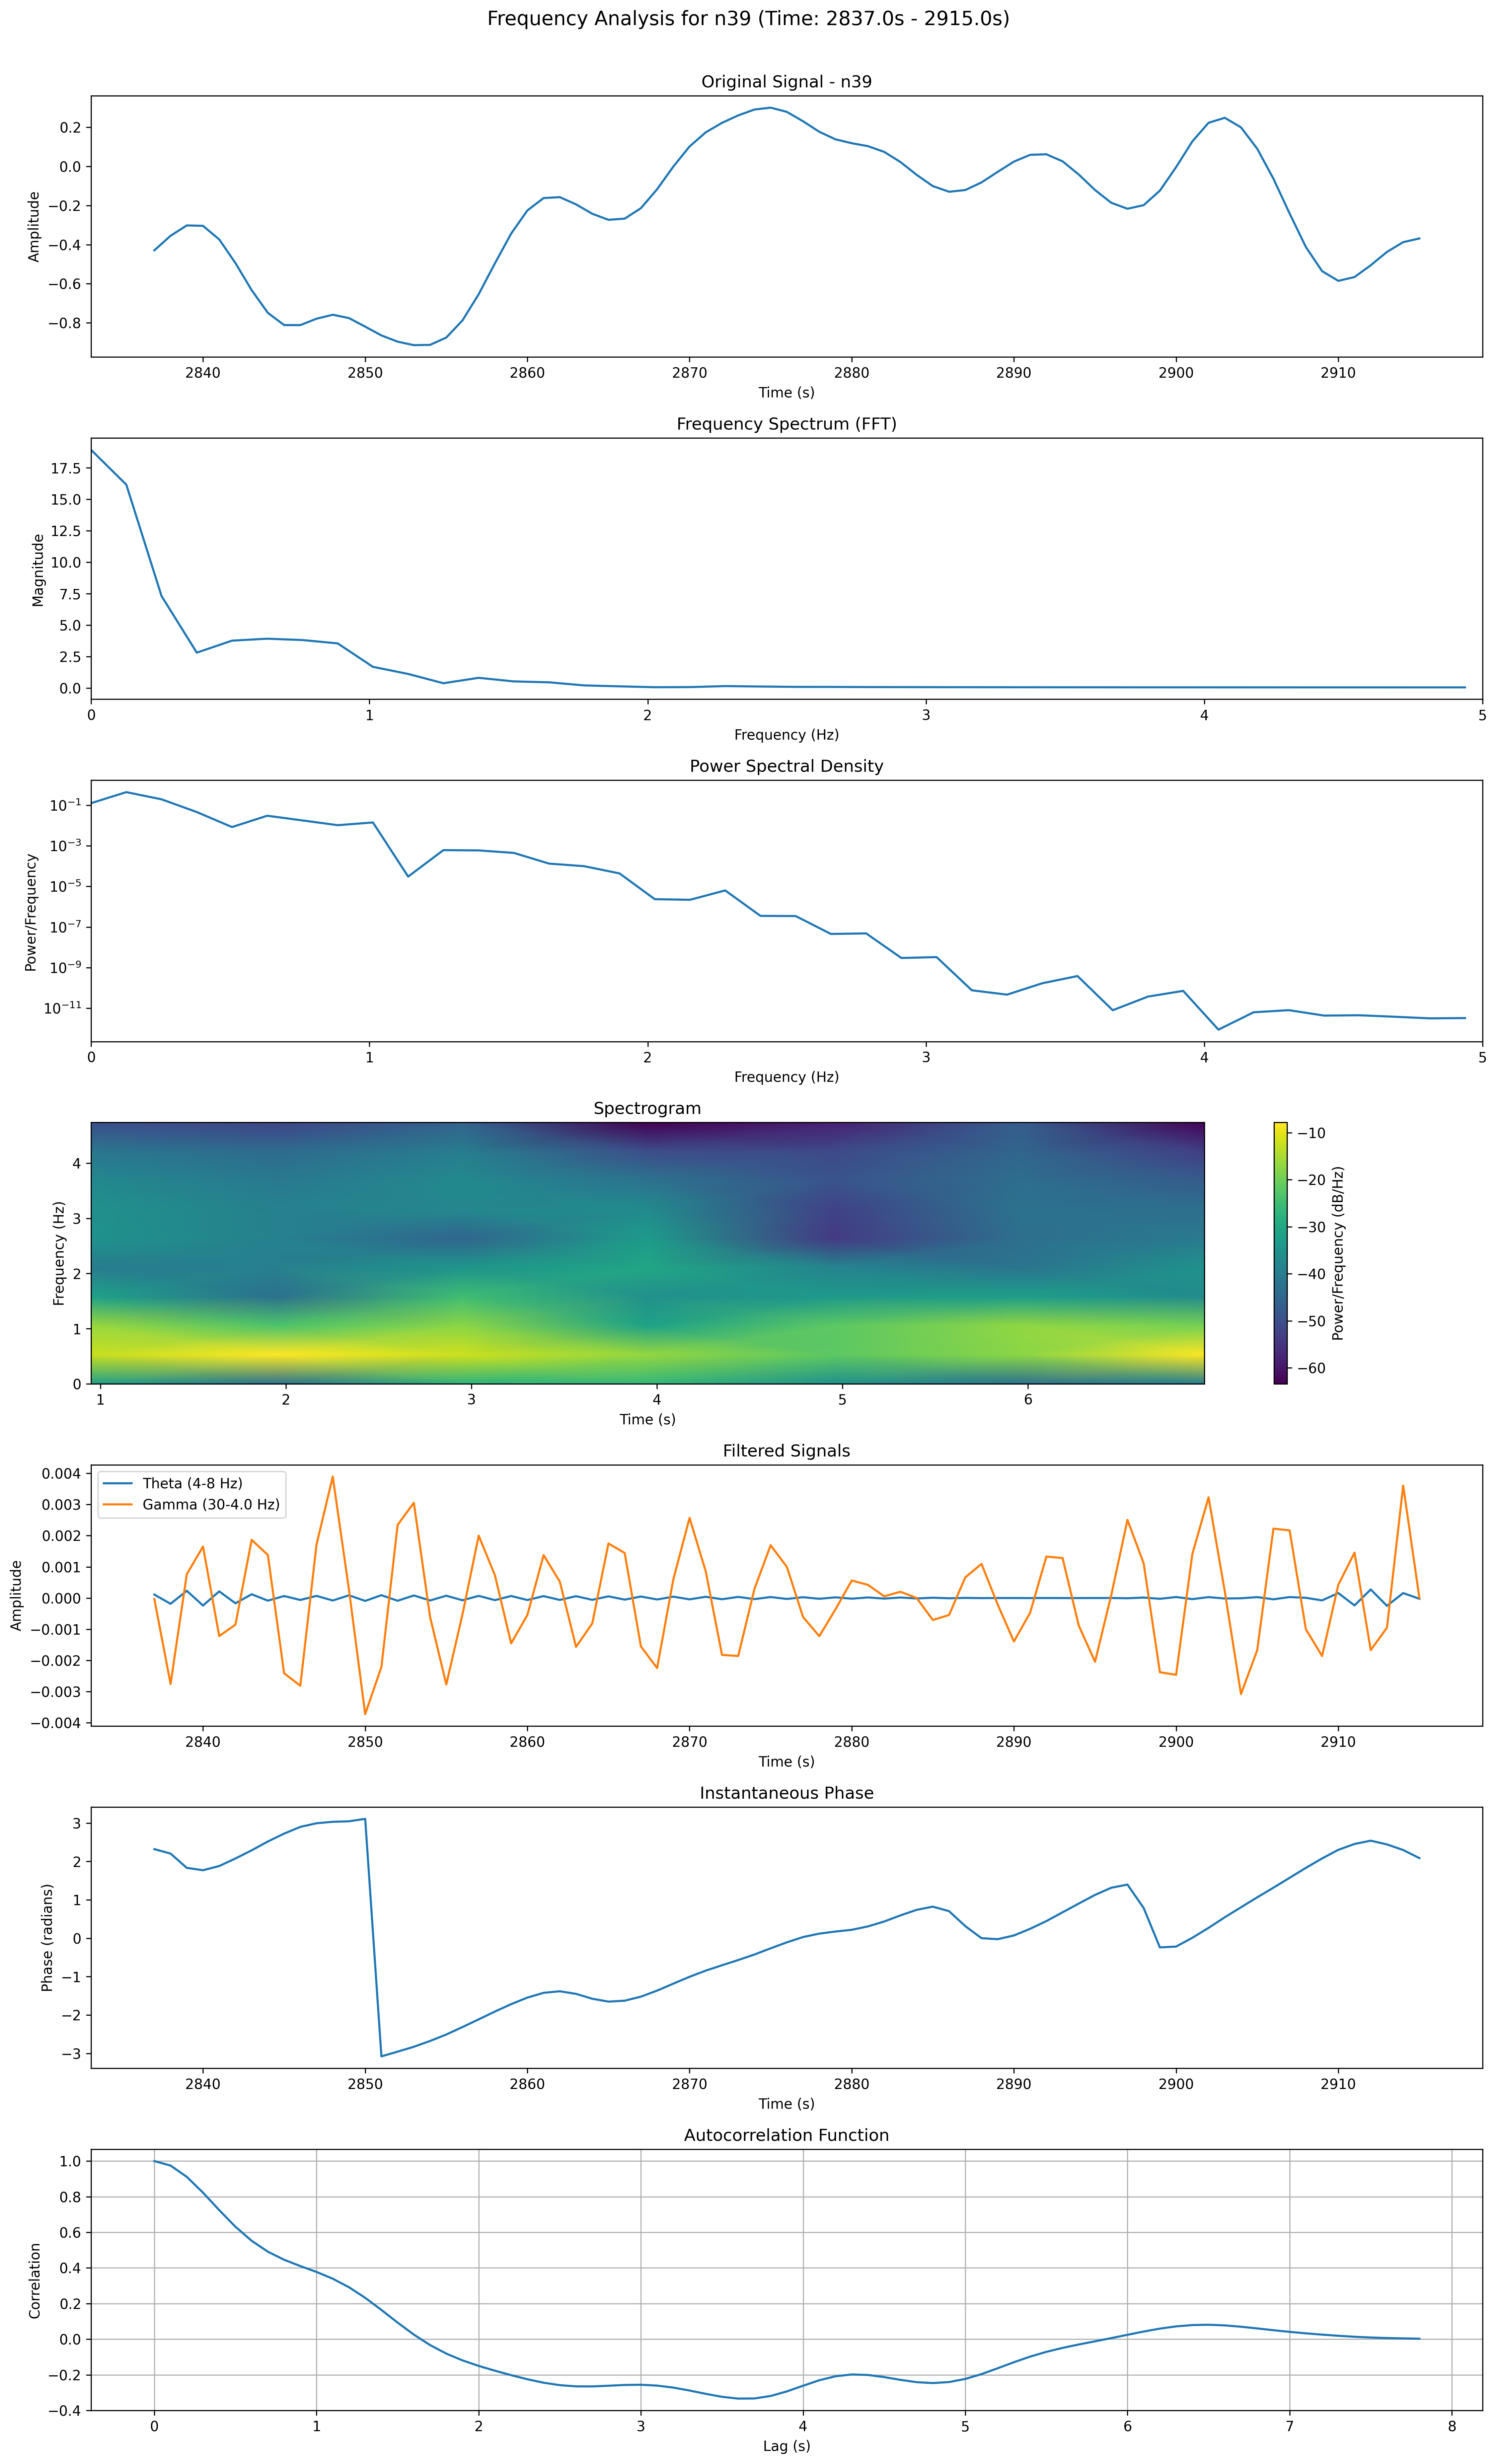 Frequency Analysis for n39 (Time: 2837.0s - 2915.0s)
Original Signal - n39
0.2
0.0
−0.2
−0.4
−0.6
−0.8
Amplitude
2840 2850 2860 2870 2880 2890 2900 2910
Time (s)
Frequency Spectrum (FFT)
17.5
15.0
12.5
10.0
7.5
5.0
2.5
0.0
Magnitude
0 1 2 3 4 5
Frequency (Hz)
Power Spectral Density
10⁻¹
10⁻³
10⁻⁵
10⁻⁷
10⁻⁹
10⁻¹¹
Power/Frequency
0 1 2 3 4 5
Frequency (Hz)
Spectrogram
4
3
2
1
0
Frequency (Hz)
1 2 3 4 5 6
Time (s)
−10
−20
−30
−40
−50
−60
Power/Frequency (dB/Hz)
Filtered Signals
Theta (4-8 Hz)
Gamma (30-4.0 Hz)
0.004
0.003
0.002
0.001
0.000
−0.001
−0.002
−0.003
−0.004
Amplitude
2840 2850 2860 2870 2880 2890 2900 2910
Time (s)
Instantaneous Phase
3
2
1
0
−1
−2
−3
Phase (radians)
2840 2850 2860 2870 2880 2890 2900 2910
Time (s)
Autocorrelation Function
1.0
0.8
0.6
0.4
0.2
0.0
−0.2
−0.4
Correlation
0 1 2 3 4 5 6 7 8
Lag (s)